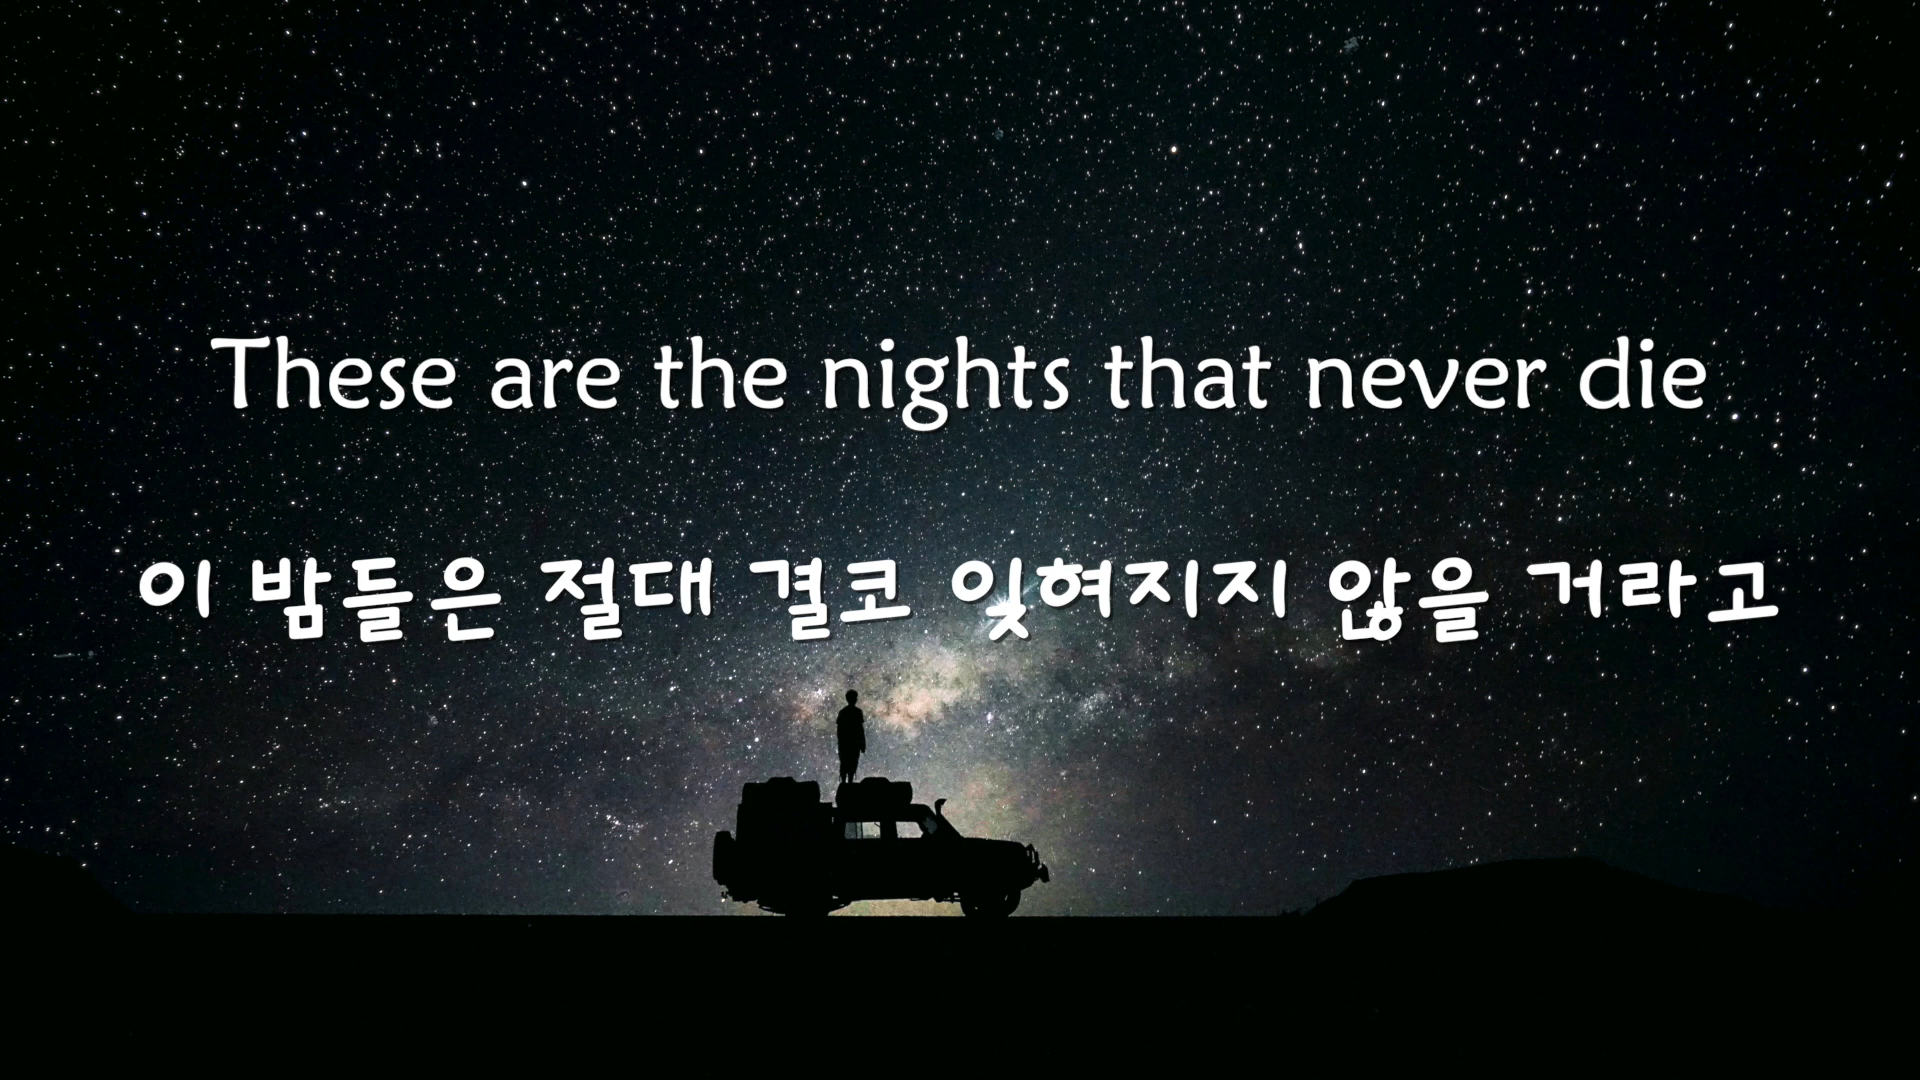 These are the nights that never die
이 밤들은 절대 결코 잊혀지지 않을 거라고